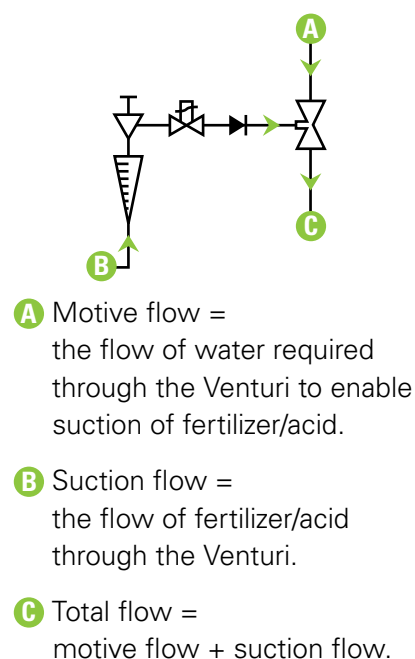 A
B
C
A Motive flow =
the flow of water required
through the Venturi to enable
suction of fertilizer/acid.
B Suction flow =
the flow of fertilizer/acid
through the Venturi.
C Total flow =
motive flow + suction flow.